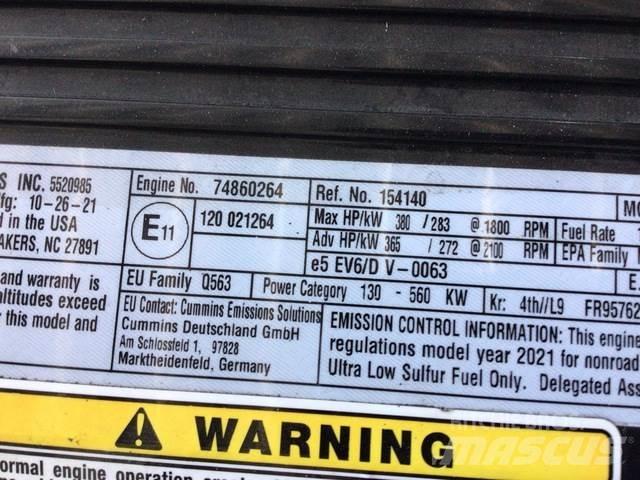 S INC. 5520985
fg: 10-26-21
d in the USA
AKERS, NC 27891
and warranty is
altitudes exceed
r this model and
Engine No. 74860264
E11 120 021264
EU Family Q563
EU Contact: Cummins Emissions Solutions
Cummins Deutschland GmbH
Am Schlossfeld 1, 97828
Marktheidenfeld, Germany
Ref. No. 154140
Max HP/kW 380 / 283 @ 1800 RPM
Adv HP/kW 365 / 272 @ 2100 RPM
e5 EV6/D V-0063
Fuel Rate
EPA Family
Power Category 130 - 560 KW
Kr: 4th//L9 FR95762
EMISSION CONTROL INFORMATION: This engine
regulations model year 2021 for nonroad
Ultra Low Sulfur Fuel Only. Delegated Ass
WARNING
ormal engine operation
MASCUS